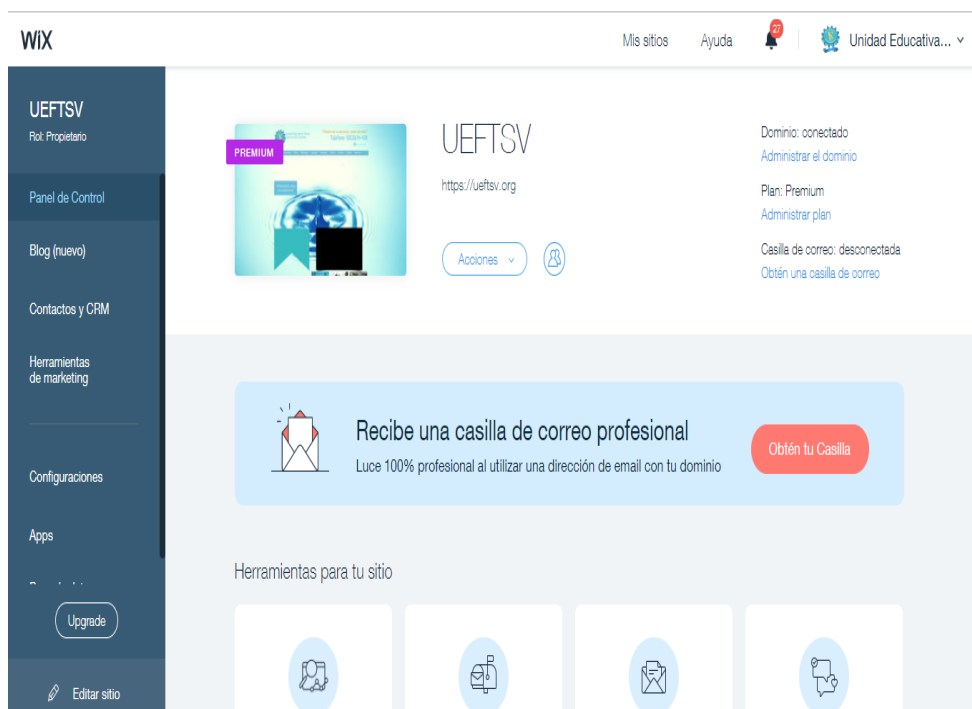 WiX
Mis sitios
Ayuda
27
Unidad Educativa...
UEFTSV
Rol: Propietario
Panel de Control
Blog (nuevo)
Contactos y CRM
Herramientas
de marketing
Configuraciones
Apps
Upgrade
Editar sitio
PREMIUM
UEFTSV
https://ueftsv.org
Acciones
Dominio: conectado
Administrar el dominio
Plan: Premium
Administrar plan
Casilla de correo: desconectada
Obtén una casilla de correo
Recibe una casilla de correo profesional
Luce 100% profesional al utilizar una dirección de email con tu dominio
Obtén tu Casilla
Herramientas para tu sitio